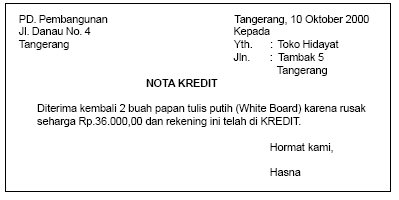 PD. Pembangunan
Jl. Danau No. 4
Tangerang
Tangerang, 10 Oktober 2000
Kepada
Yth. : Toko Hidayat
Jln. : Tambak 5
Tangerang
NOTA KREDIT
Diterima kembali 2 buah papan tulis putih (White Board) karena rusak
seharga Rp.36.000,00 dan rekening ini telah di KREDIT.
Hormat kami,
Hasna